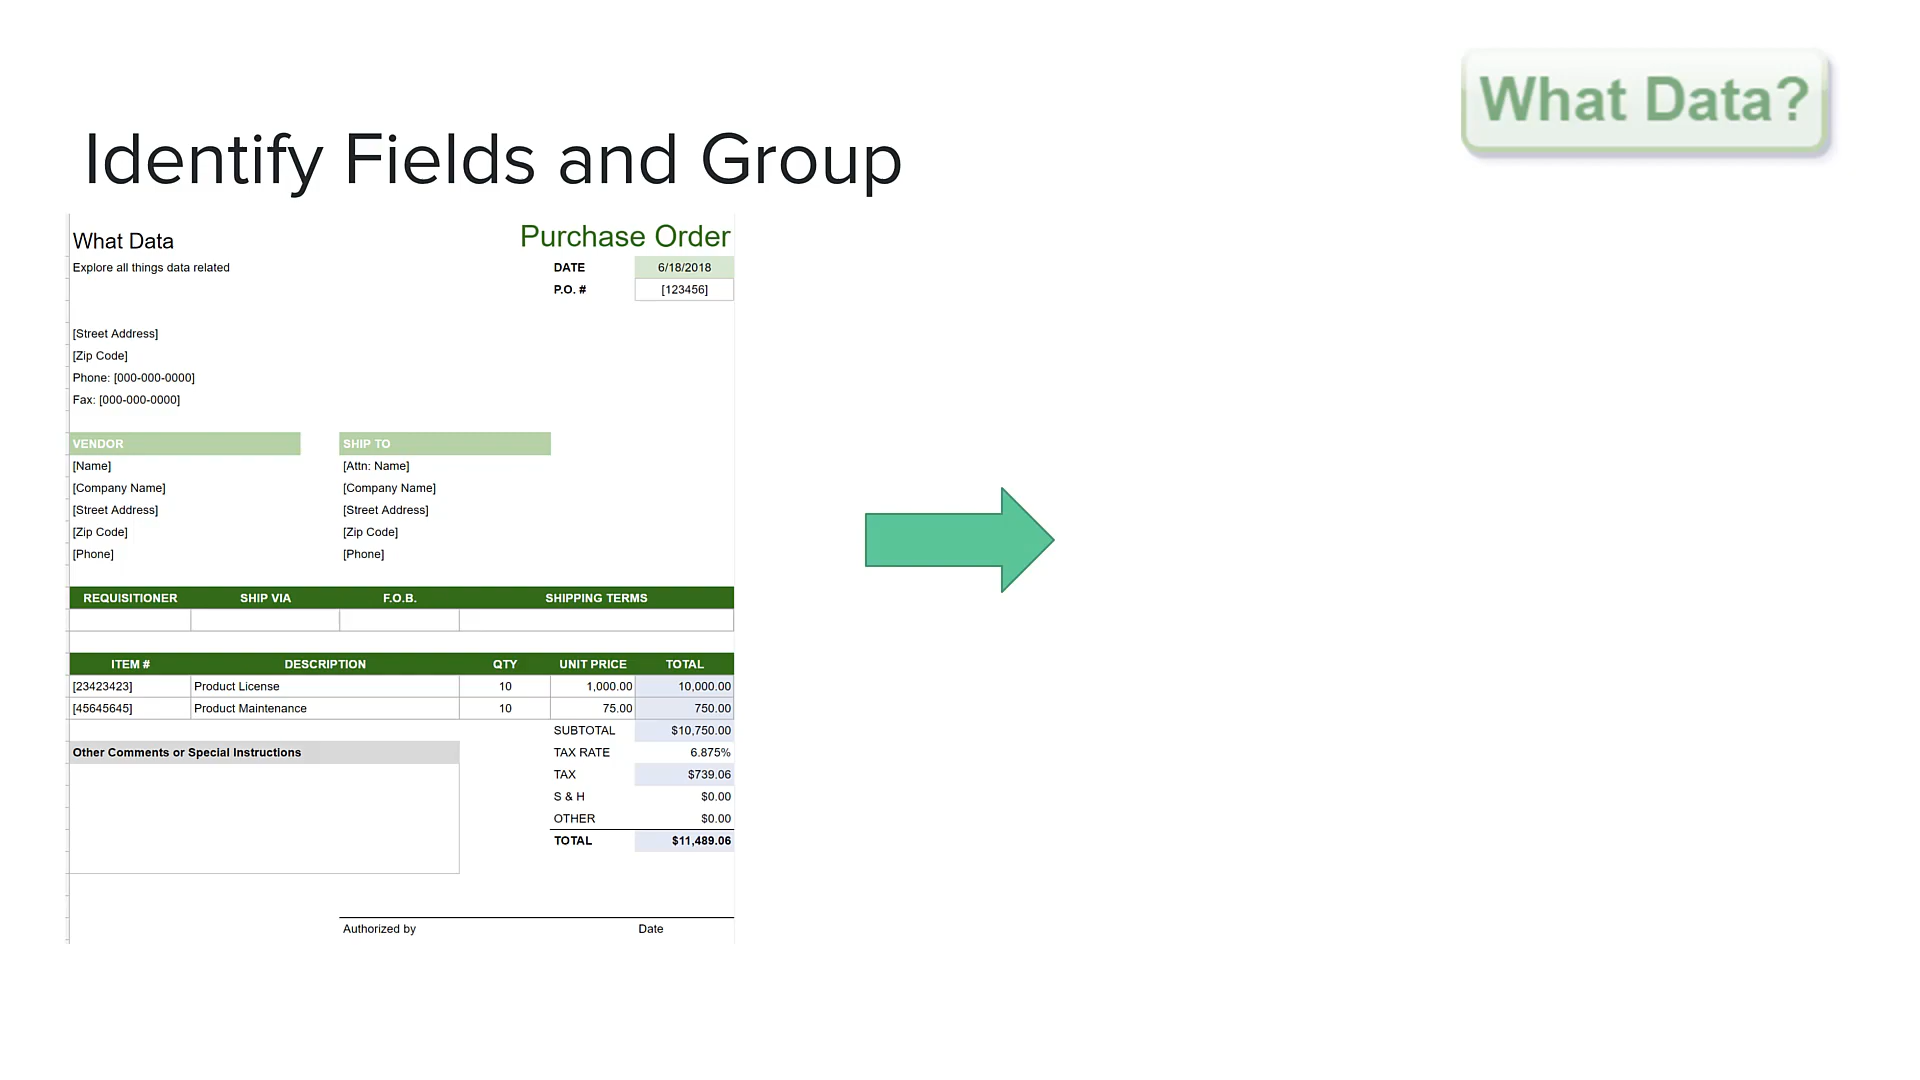 What Data?
Identify Fields and Group
What Data
Purchase Order
Explore all things data related
DATE 6/18/2018
P.O. # [123456]
[Street Address]
[Zip Code]
Phone: [000-000-0000]
Fax: [000-000-0000]
VENDOR SHIP TO
[Name] [Attn: Name]
[Company Name] [Company Name]
[Street Address] [Street Address]
[Zip Code] [Zip Code]
[Phone] [Phone]
REQUISITIONER SHIP VIA F.O.B. SHIPPING TERMS
ITEM # DESCRIPTION QTY UNIT PRICE TOTAL
[23423423] Product License 10 1,000.00 10,000.00
[45645645] Product Maintenance 10 75.00 750.00
SUBTOTAL $10,750.00
Other Comments or Special Instructions TAX RATE 6.875%
TAX $739.06
S & H $0.00
OTHER $0.00
TOTAL $11,489.06
Authorized by Date